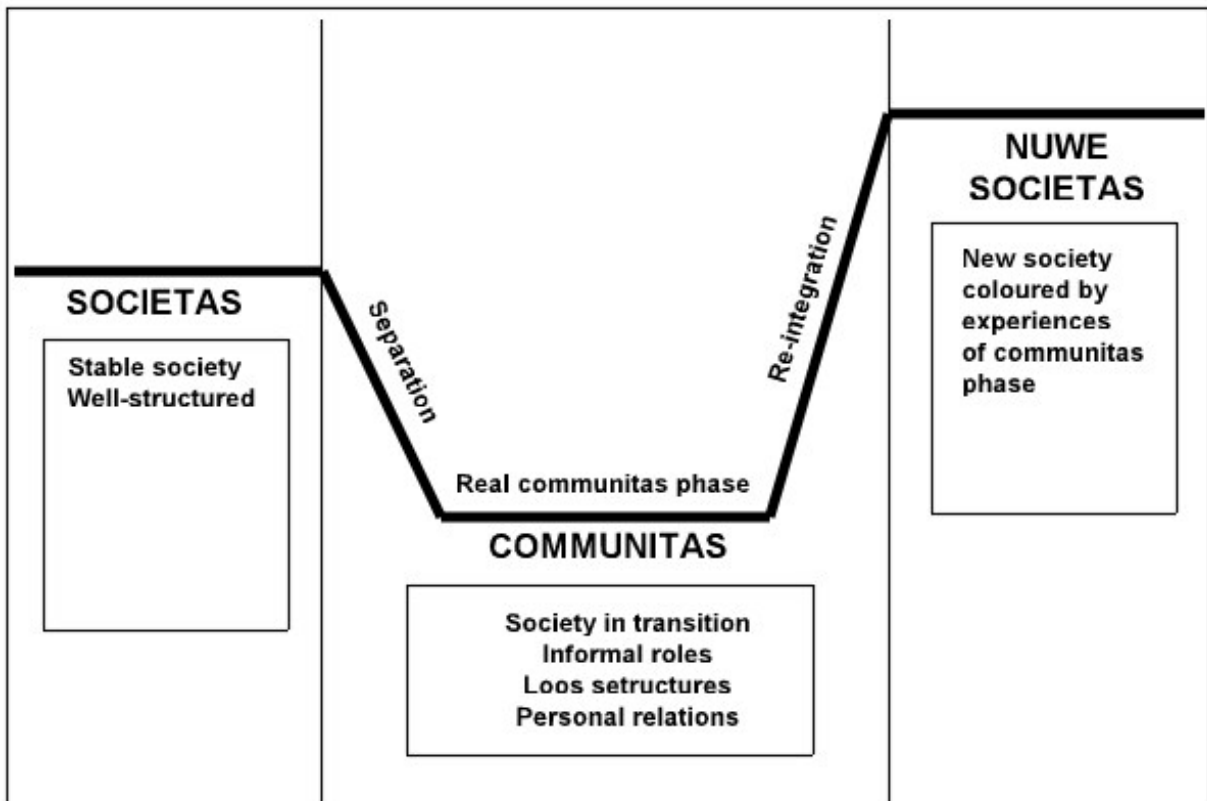 SOCIETAS
Stable society
Well-structured
Separation
Real communitas phase
COMMUNITAS
Society in transition
Informal roles
Loos setructures
Personal relations
Re-integration
NUWE
SOCIETAS
New society
coloured by
experiences
of communitas
phase